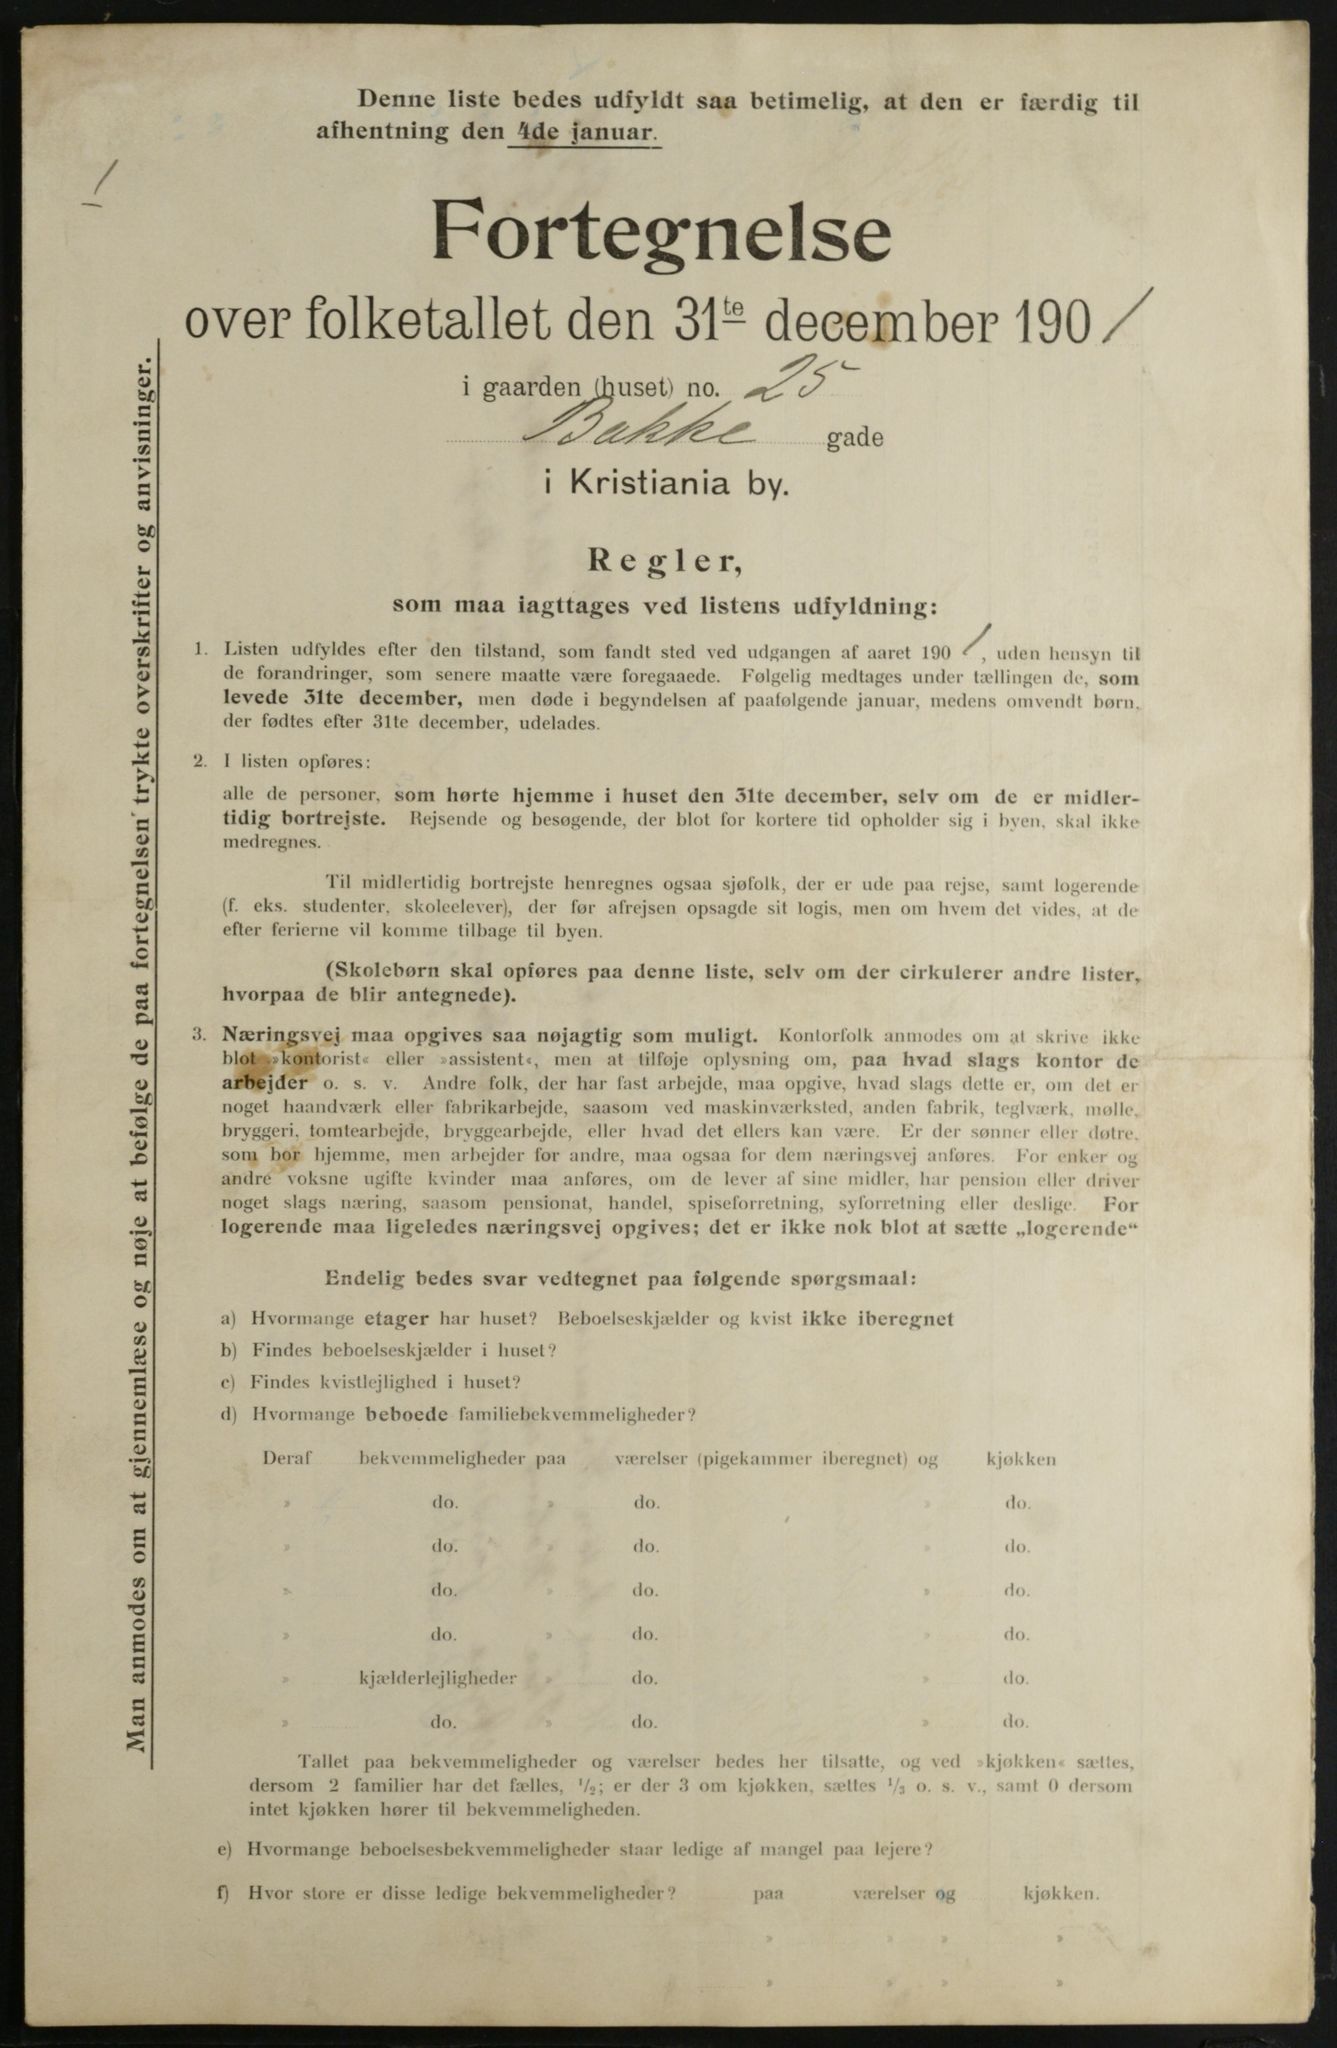 Denne liste bedes udfyldt saa betimelig, at den er færdig til
afhentning den 4de januar.
1
Fortegnelse
over folketallet den 31te december 1901
i gaarden (huset) no. 25
Bakke gade
i Kristiania by.
Regler,
som maa iagttages ved listens udfyldning:
1. Listen udfyldes efter den tilstand, som fandt sted ved udgangen af aaret 1901, uden hensyn til
de forandringer, som senere maatte være foregaaede. Følgelig medtages under tællingen de, som
levede 31te december, men døde i begyndelsen af paafølgende januar, medens omvendt børn,
der fødtes efter 31te december, udelades.
2. I listen opføres:
alle de personer, som hørte hjemme i huset den 31te december, selv om de er midler-
tidig bortrejste. Rejsende og besøgende, der blot for kortere tid opholder sig i byen, skal ikke
medregnes.
Til midlertidig bortrejste henregnes ogsaa sjøfolk, der er ude paa rejse, samt logerende
(f. eks. studenter, skoleelever), der før afrejsen opsagde sit logis, men om hvem det vides, at de
efter ferierne vil komme tilbage til byen.
(Skolebørn skal opføres paa denne liste, selv om der cirkulerer andre lister,
hvorpaa de blir antegnede).
3. Næringsvej maa opgives saa nøjagtig som muligt. Kontorfolk anmodes om at skrive ikke
blot »kontorist« eller »assistent«, men at tilføje oplysning om, paa hvad slags kontor de
arbejder o. s. v. Andre folk, der har fast arbejde, maa opgive, hvad slags dette er, om det er
noget haandværk eller fabrikarbejde, saasom ved maskinværksted, anden fabrik, teglværk, mølle,
bryggeri, tomtearbejde, bryggearbejde, eller hvad det ellers kan være. Er der sønner eller døtre,
som bor hjemme, men arbejder for andre, maa ogsaa for dem næringsvej anføres. For enker og
andre voksne ugifte kvinder maa anføres, om de lever af sine midler, har pension eller driver
noget slags næring, saasom pensionat, handel, spiseforretning, syforretning eller deslige. For
logerende maa ligeledes næringsvej opgives; det er ikke nok blot at sætte „logerende“
Endelig bedes svar vedtegnet paa følgende spørgsmaal:
a) Hvormange etager har huset? Beboelseskjælder og kvist ikke iberegnet
b) Findes beboelseskjælder i huset?
c) Findes kvistlejlighed i huset?
d) Hvormange beboede familiebekvemmeligheder?
Deraf bekvemmeligheder paa værelser (pigekammer iberegnet) og kjøkken
» do. » do. » do.
» do. » do. » do.
» do. » do. » do.
» do. » do. » do.
» kjælderlejligheder » do. » do.
» do. » do. » do.
Tallet paa bekvemmeligheder og værelser bedes her tilsatte, og ved »kjøkken« sættes,
dersom 2 familier har det fælles, 1/2; er der 3 om kjøkken, sættes 1/3 o. s. v., samt 0 dersom
intet kjøkken hører til bekvemmeligheden.
e) Hvormange beboelsesbekvemmeligheder staar ledige af mangel paa lejere?
f) Hvor store er disse ledige bekvemmeligheder? paa værelser og kjøkken.
» » » »
» » » »
Man anmodes om at gjennemlæse og nøje at befølge de paa fortegnelsen trykte overskrifter og anvisninger.